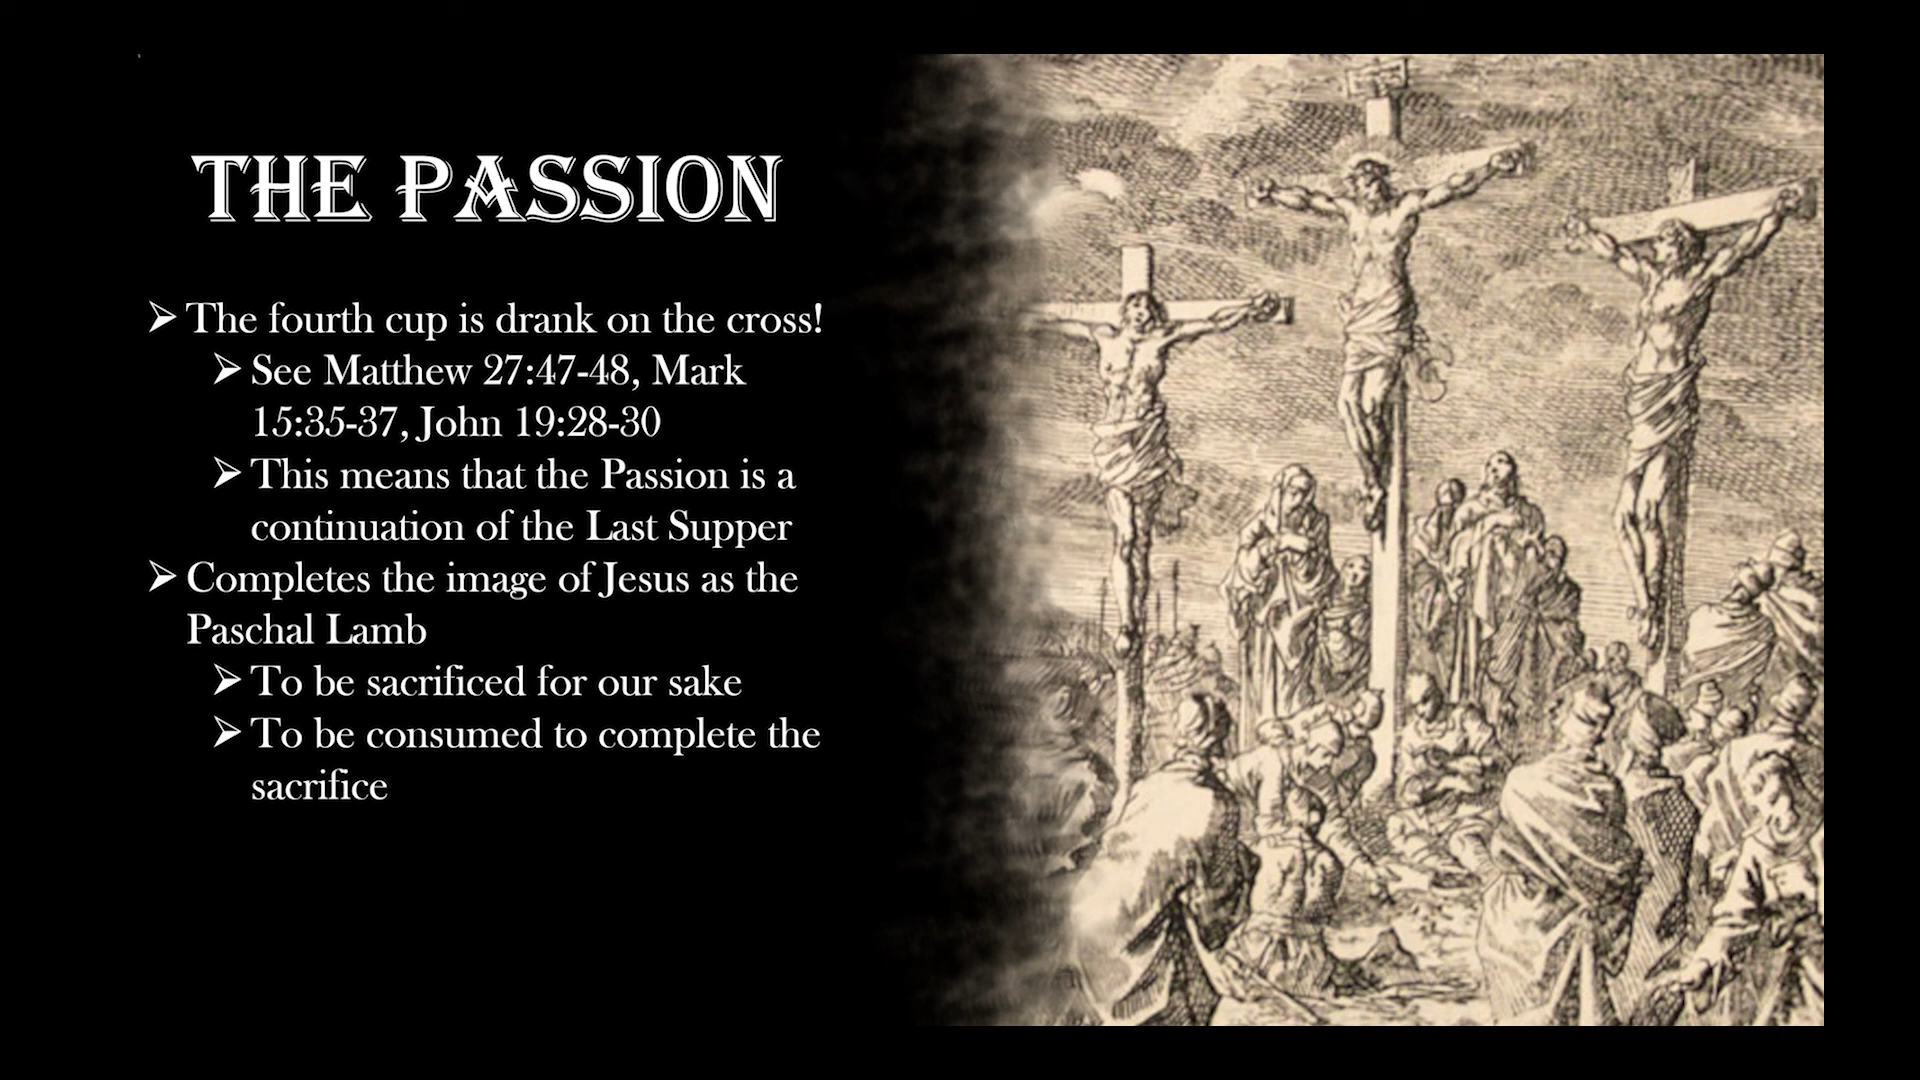 THE PASSION
The fourth cup is drank on the cross!
See Matthew 27:47-48, Mark
15:35-37, John 19:28-30
This means that the Passion is a
continuation of the Last Supper
Completes the image of Jesus as the
Paschal Lamb
To be sacrificed for our sake
To be consumed to complete the
sacrifice